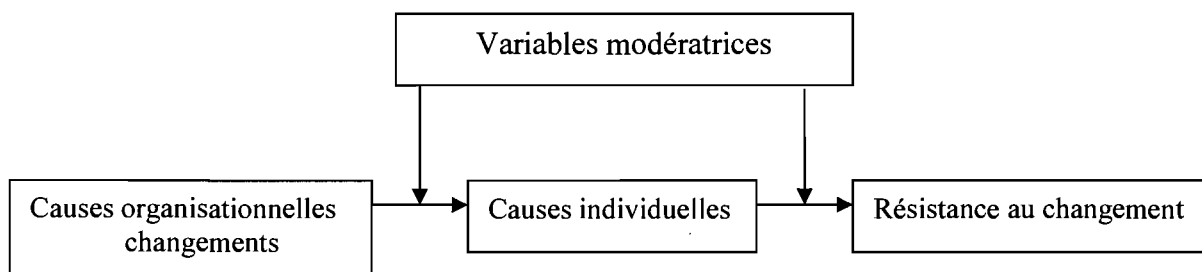 Variables modératrices
Causes organisationnelles
changements
Causes individuelles
Résistance au changement